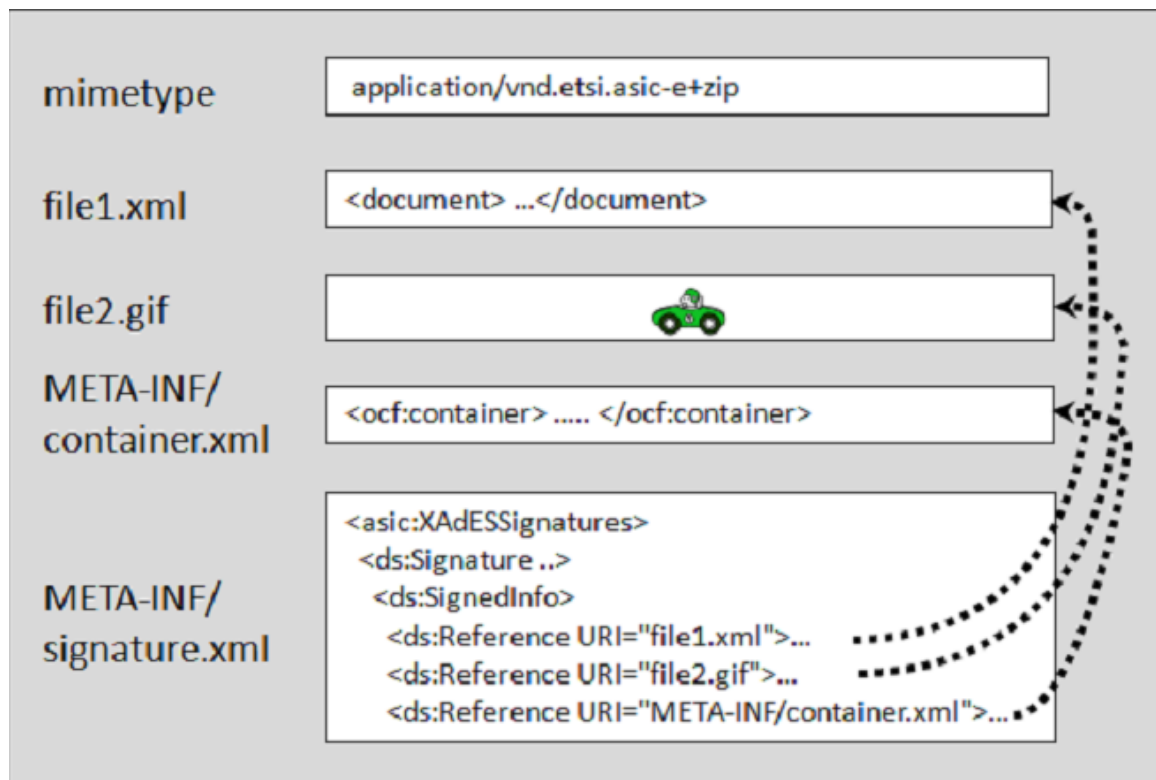 mimetype
application/vnd.etsi.asic-e+zip
file1.xml
<document> ...</document>
file2.gif
M
META-INF/
container.xml
<ocf:container> ..... </ocf:container>
META-INF/
signature.xml
<asic:XAdESSignatures>
<ds:Signature ..>
<ds:SignedInfo>
<ds:Reference URI="file1.xml">...
<ds:Reference URI="file2.gif">...
<ds:Reference URI="META-INF/container.xml">...